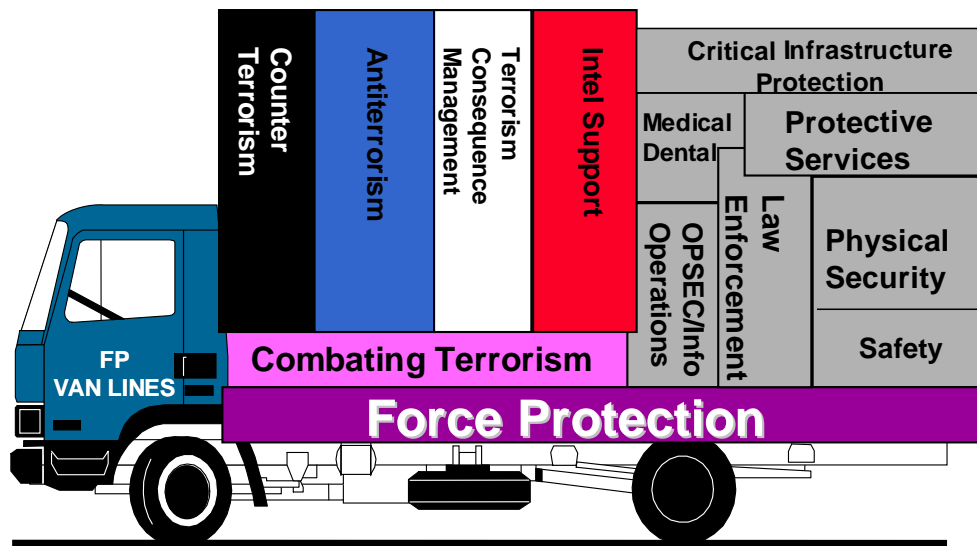 Counter
Terrorism
Antiterrorism
Terrorism
Consequence
Management
Intel Support
Critical Infrastructure
Protection
Medical
Dental
Protective
Services
OPSEC/Info
Operations
Law
Enforcement
Physical
Security
Safety
Combating Terrorism
FP
VAN LINES
Force Protection